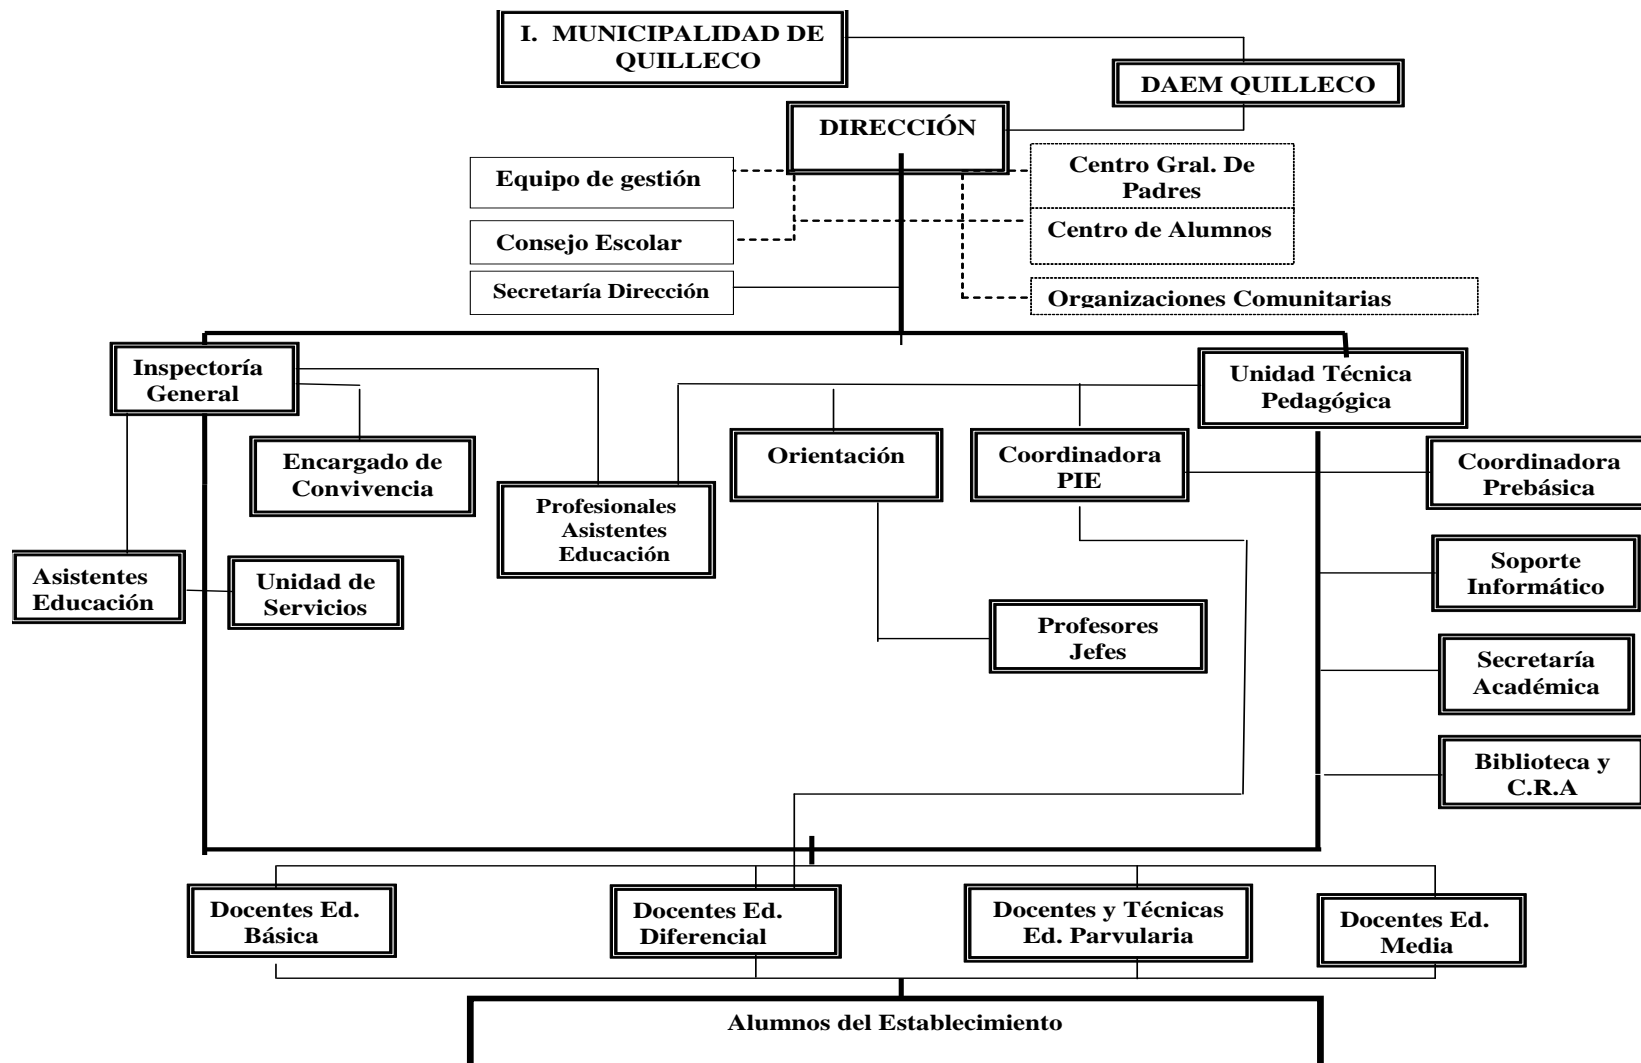 I. MUNICIPALIDAD DE
QUILLECO
DAEM QUILLECO
DIRECCIÓN
Equipo de gestión
Centro Gral. De
Padres
Consejo Escolar
Centro de Alumnos
Secretaría Dirección
Organizaciones Comunitarias
Inspectoría
General
Unidad Técnica
Pedagógica
Encargado de
Convivencia
Profesionales
Asistentes
Educación
Orientación
Coordinadora
PIE
Coordinadora
Prebásica
Asistentes
Educación
Unidad de
Servicios
Soporte
Informático
Profesores
Jefes
Secretaría
Académica
Biblioteca y
C.R.A
Docentes Ed.
Básica
Docentes Ed.
Diferencial
Docentes y Técnicas
Ed. Parvularia
Docentes Ed.
Media
Alumnos del Establecimiento